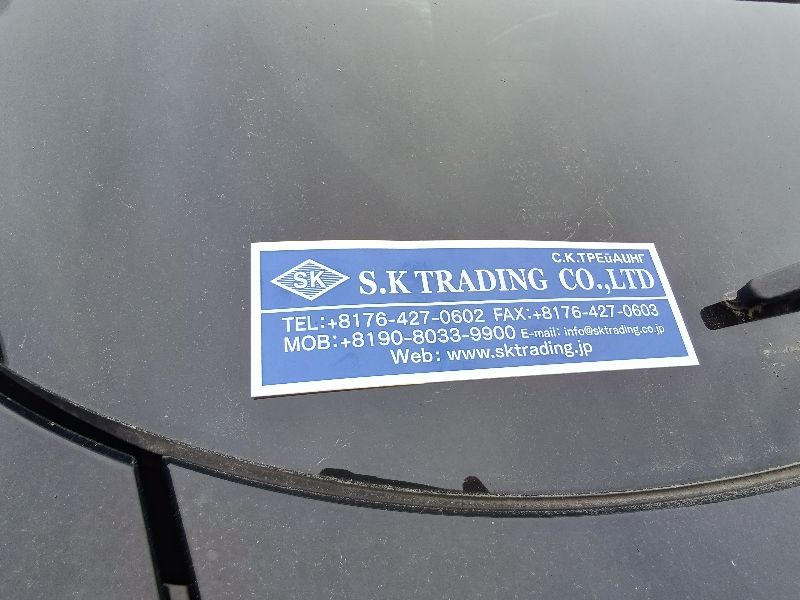 С.К.ТРЕйАЦНГ
SK S.K TRADING CO.,LTD
TEL:+8176-427-0602 FAX:+8176-427-0603
MOB:+8190-8033-9900 E-mail: info@sktrading.co.jp
Web: www.sktrading.jp